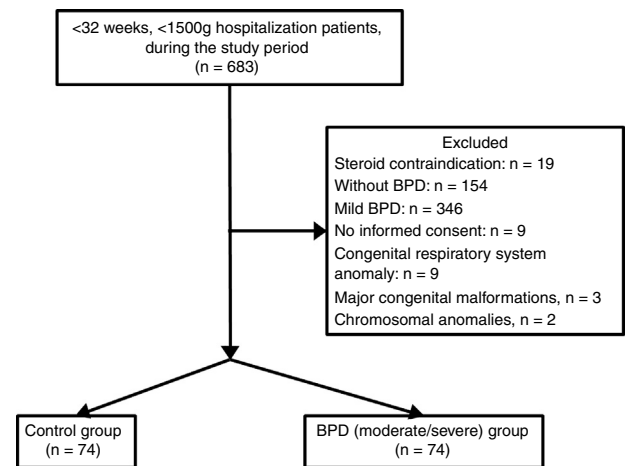 <32 weeks, <1500g hospitalization patients,
during the study period
(n = 683)
Excluded
Steroid contraindication: n = 19
Without BPD: n = 154
Mild BPD: n = 346
No informed consent: n = 9
Congenital respiratory system
anomaly: n = 9
Major congenital malformations, n = 3
Chromosomal anomalies, n = 2
Control group
(n = 74)
BPD (moderate/severe) group
(n = 74)